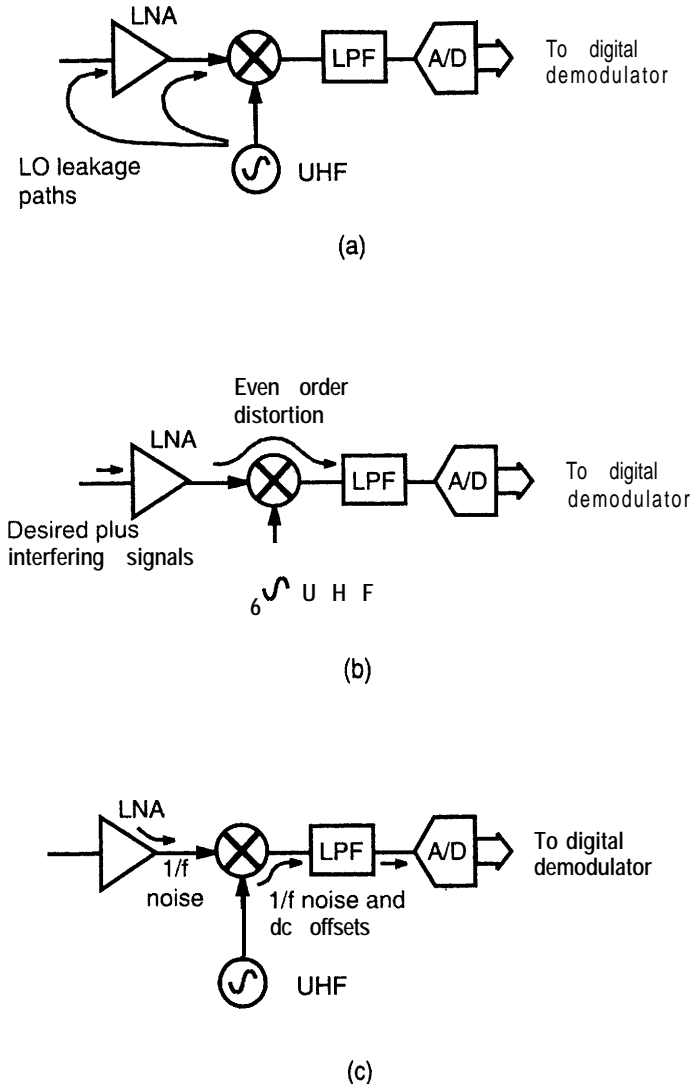 LNA
LPF
A/D
To digital
demodulator
LO leakage
paths
UHF
(a)
Even order
distortion
LNA
LPF
A/D
To digital
demodulator
Desired plus
interfering signals
6 U H F
(b)
LNA
LPF
A/D
To digital
demodulator
1/f
noise
1/f noise and
dc offsets
UHF
(c)